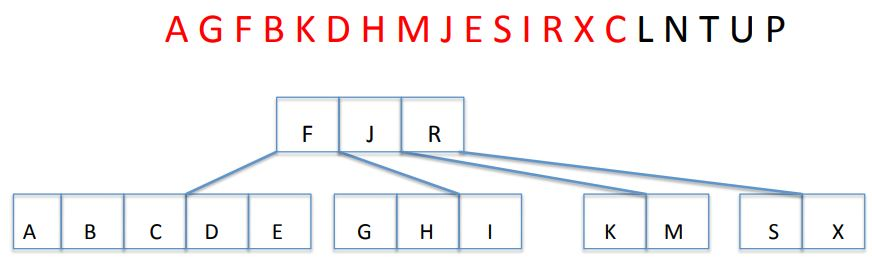 A G F B K D H M J E S I R X C L N T U P
F J R
A B C D E G H I K M S X